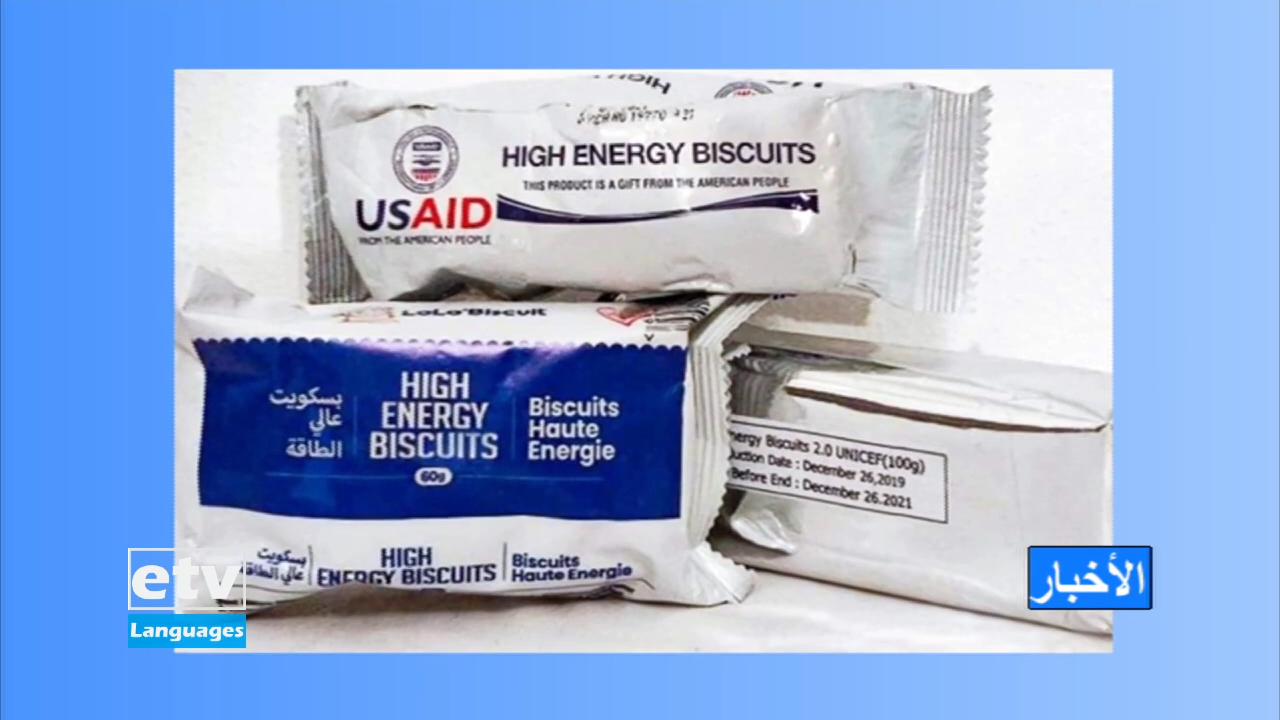 HIGH ENERGY BISCUITS
THIS PRODUCT IS A GIFT FROM THE AMERICAN PEOPLE
USAID
FROM THE AMERICAN PEOPLE
LoLo' Biscuit
بسكويت
عالي
الطاقة
HIGH
ENERGY
BISCUITS
60g
Biscuits
Haute
Energie
nergy Biscuits 2.0 UNICEF(100g)
uction Date : December 26,2019
Before End : December 26.2021
بسكويت
عالي الطاقة
HIGH
ENERGY BISCUITS
Biscuits
Haute Energie
etv
Languages
الأخبار